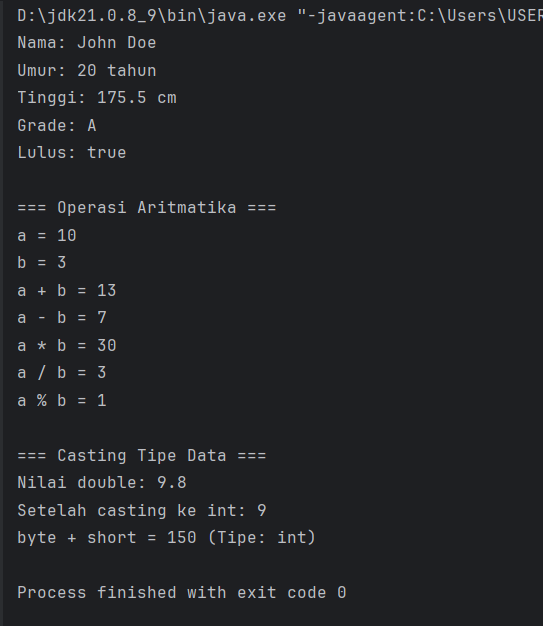 D:\jdk21.0.8_9\bin\java.exe "-javaagent:C:\Users\USER
Nama: John Doe
Umur: 20 tahun
Tinggi: 175.5 cm
Grade: A
Lulus: true
=== Operasi Aritmatika ===
a = 10
b = 3
a + b = 13
a - b = 7
a * b = 30
a / b = 3
a % b = 1
=== Casting Tipe Data ===
Nilai double: 9.8
Setelah casting ke int: 9
byte + short = 150 (Tipe: int)
Process finished with exit code 0